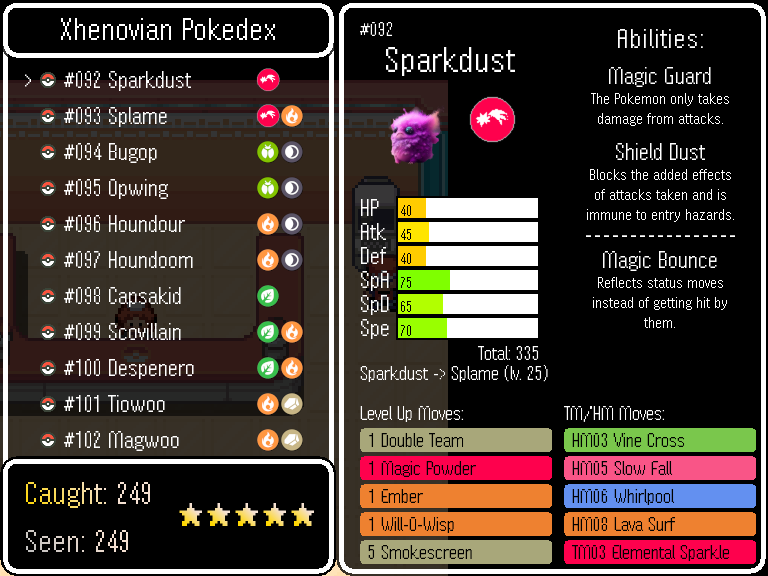 Xhenovian Pokedex
> #092 Sparkdust
#093 Splame
#094 Bugop
#095 Opwing
#096 Houndour
#097 Houndoom
#098 Capsakid
#099 Scovillain
#100 Despenero
#101 Tiowoo
#102 Magwoo
Caught: 249
Seen: 249
#092
Sparkdust
HP 40
Atk 45
Def 40
SpA 75
SpD 65
Spe 70
Total: 335
Sparkdust -> Splame (lv. 25)
Abilities:
Magic Guard
The Pokemon only takes
damage from attacks.
Shield Dust
Blocks the added effects
of attacks taken and is
immune to entry hazards.
Magic Bounce
Reflects status moves
instead of getting hit by
them.
Level Up Moves:
1 Double Team
1 Magic Powder
1 Ember
1 Will-O-Wisp
5 Smokescreen
TM/HM Moves:
HM03 Vine Cross
HM05 Slow Fall
HM06 Whirlpool
HM08 Lava Surf
TM03 Elemental Sparkle